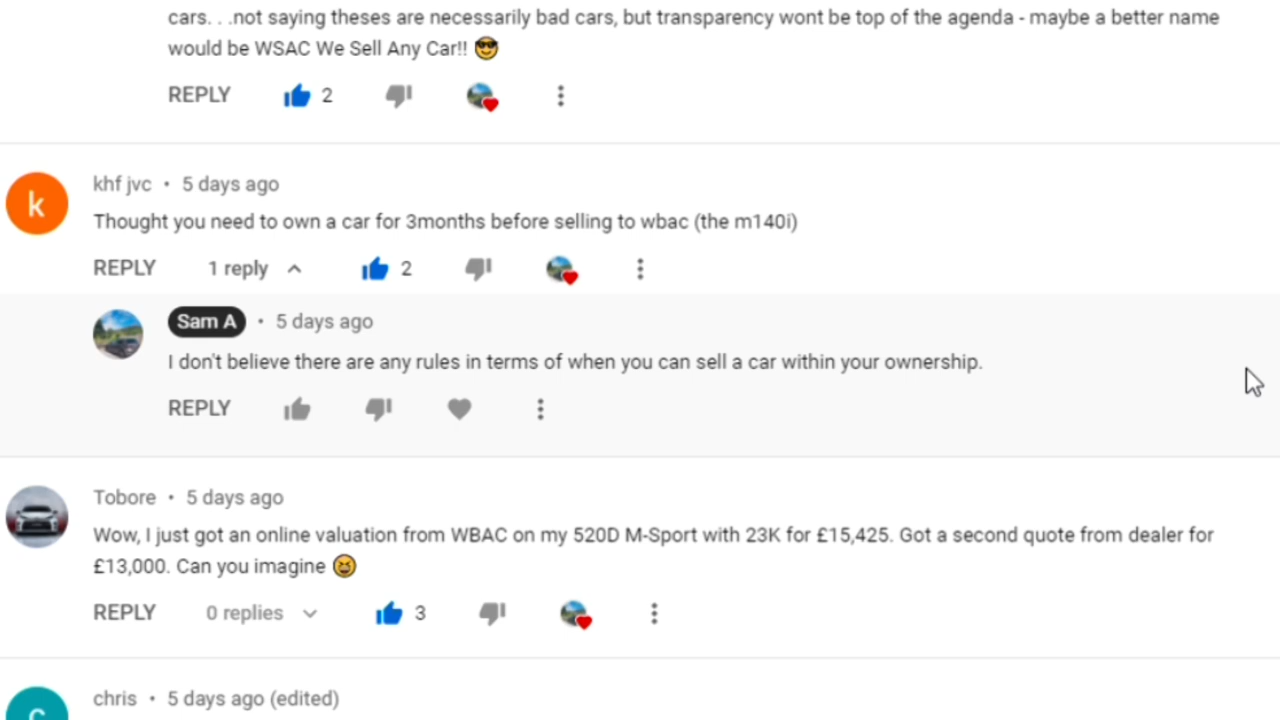 cars. . .not saying theses are necessarily bad cars, but transparency wont be top of the agenda - maybe a better name
would be WSAC We Sell Any Car!! 😎
REPLY 2
k
khf jvc • 5 days ago
Thought you need to own a car for 3months before selling to wbac (the m140i)
REPLY 1 reply 2
Sam A • 5 days ago
I don't believe there are any rules in terms of when you can sell a car within your ownership.
REPLY
Tobore • 5 days ago
Wow, I just got an online valuation from WBAC on my 520D M-Sport with 23K for £15,425. Got a second quote from dealer for
£13,000. Can you imagine 😆
REPLY 0 replies 3
chris • 5 days ago (edited)
c